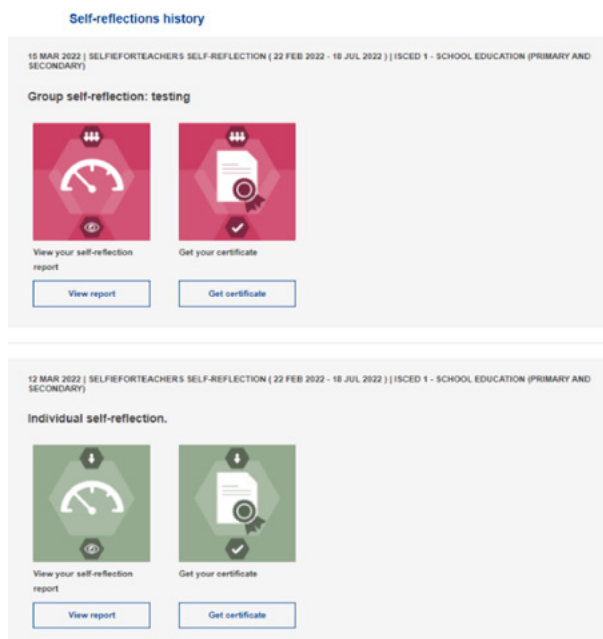 Self-reflections history
15 MAR 2022 | SELFIEFORTEACHERS SELF-REFLECTION ( 22 FEB 2022 - 18 JUL 2022 ) | ISCED 1 - SCHOOL EDUCATION (PRIMARY AND
SECONDARY)
Group self-reflection: testing
View your self-reflection
report
Get your certificate
View report
Get certificate
12 MAR 2022 | SELFIEFORTEACHERS SELF-REFLECTION ( 22 FEB 2022 - 18 JUL 2022 ) | ISCED 1 - SCHOOL EDUCATION (PRIMARY AND
SECONDARY)
Individual self-reflection.
View your self-reflection
report
Get your certificate
View report
Get certificate